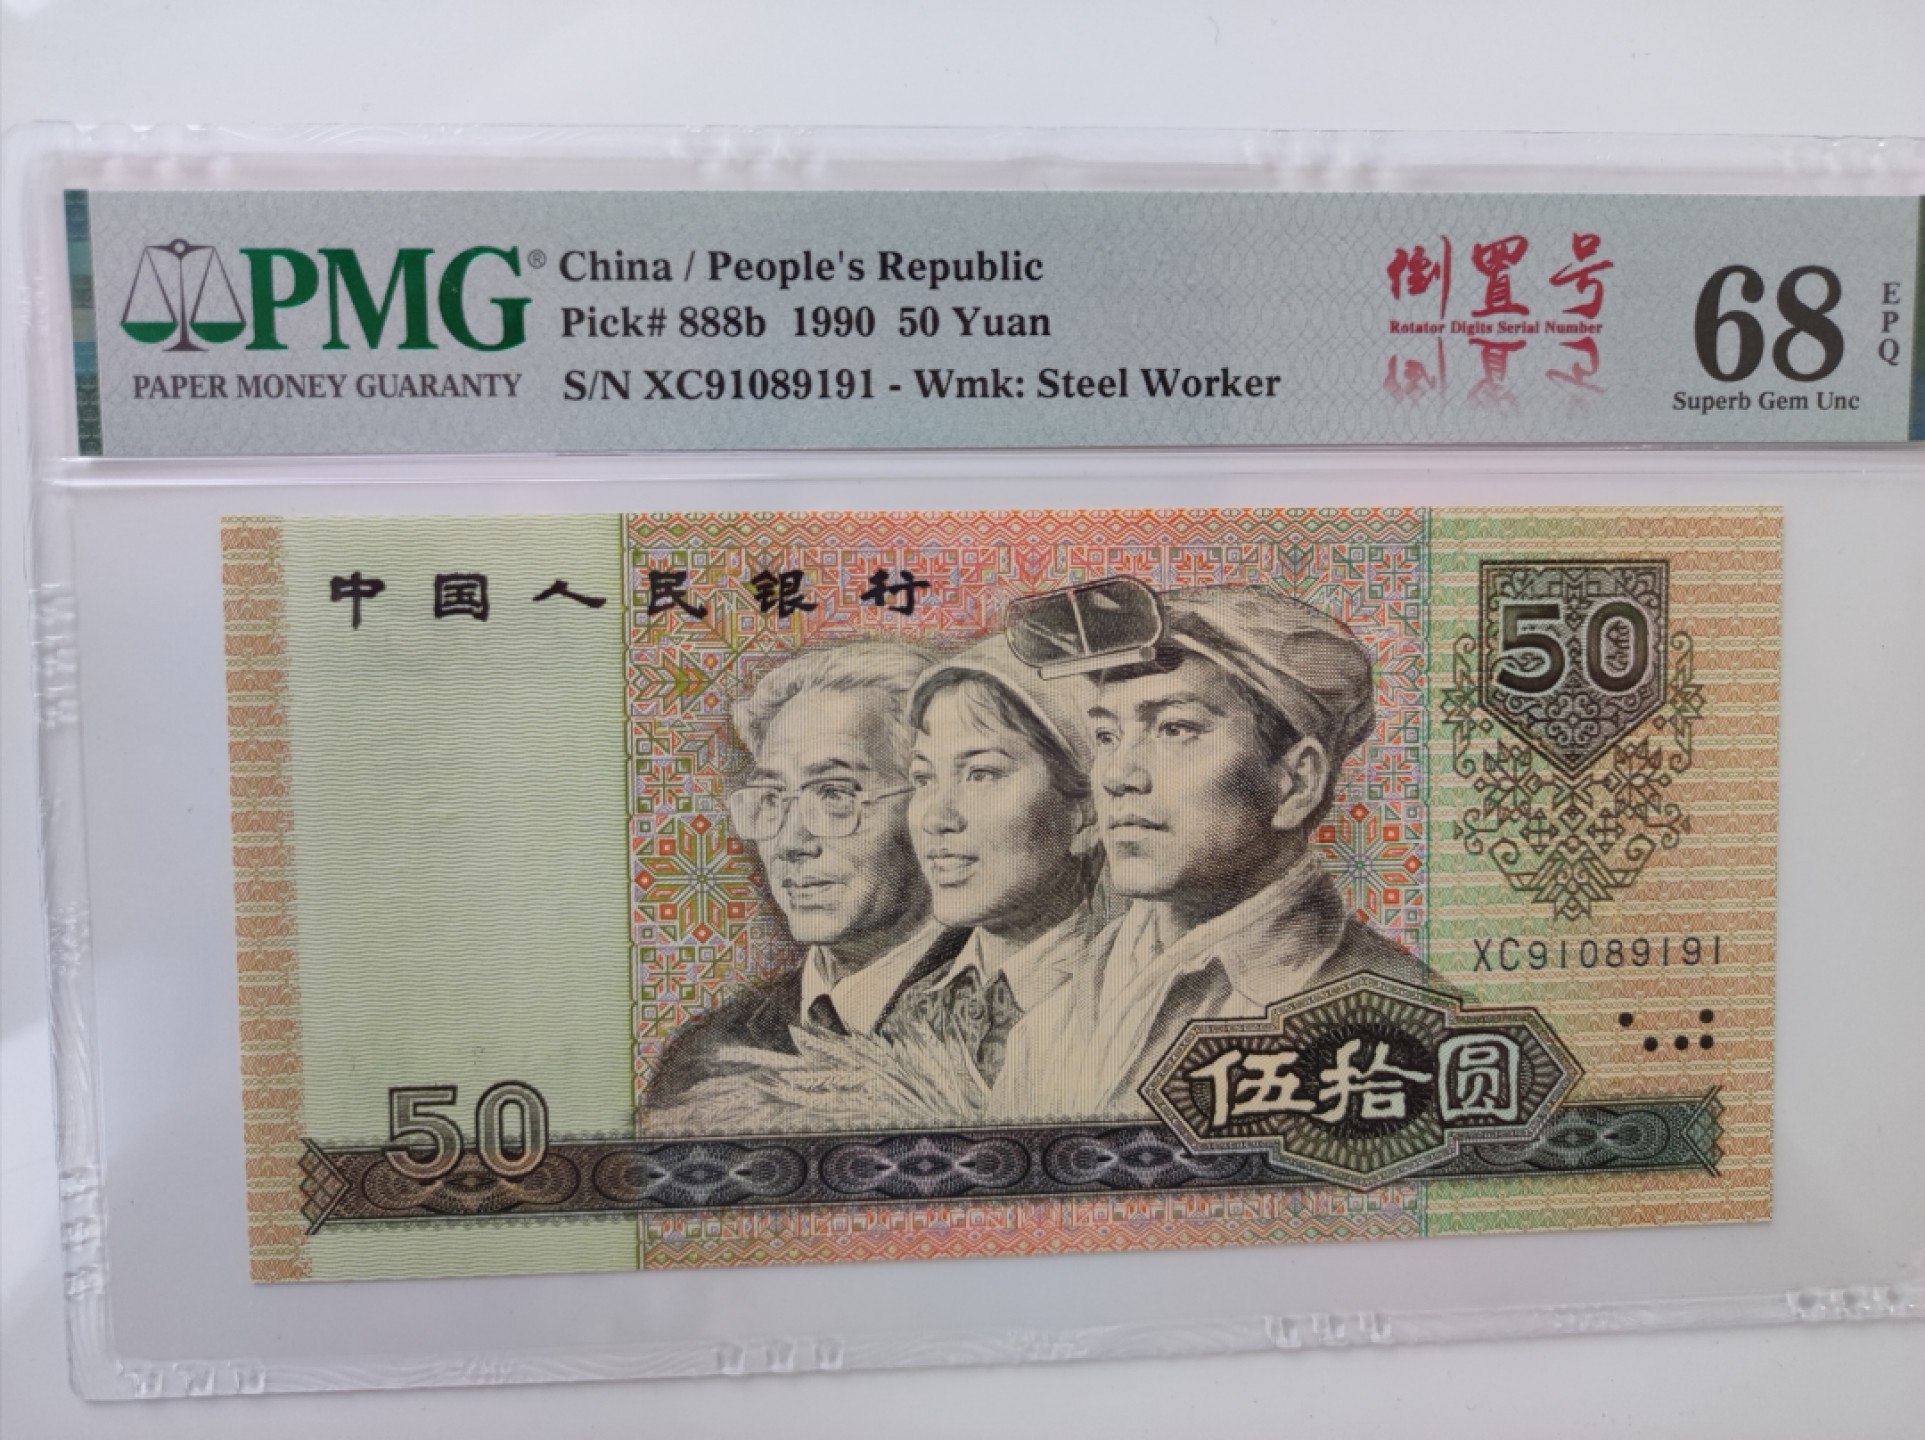 PMG®
PAPER MONEY GUARANTY
China / People's Republic
Pick# 888b 1990 50 Yuan
S/N XC91089191 - Wmk: Steel Worker
倒置号
Rotator Digits Serial Number
68
EPQ
Superb Gem Unc
中国人民银行
50
XC91089191
伍拾圆
50